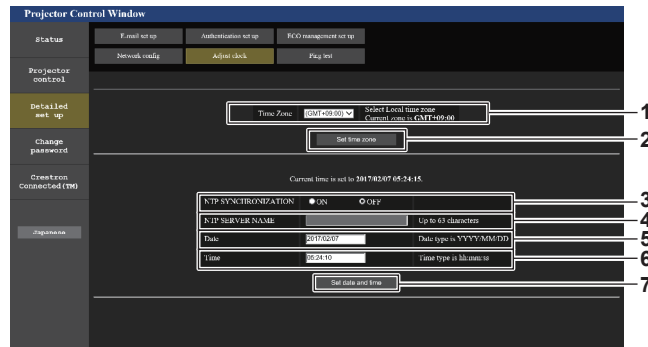 Projector Control Window
Status
E-mail set up
Authentication set up
ECO management set up
Network config
Adjust clock
Ping test
Projector control
Detailed set up
Change password
Crestron Connected(TM)
Japanese
Time Zone (GMT+09:00) Select Local time zone
Current zone is GMT+09:00
1
Set time zone
2
Current time is set to 2017/02/07 05:24:15.
NTP SYNCHRONIZATION ON OFF
3
NTP SERVER NAME Up to 63 characters
4
Date 2017/02/07 Date type is YYYY/MM/DD
5
Time 05:24:10 Time type is hh:mm:ss
6
Set date and time
7